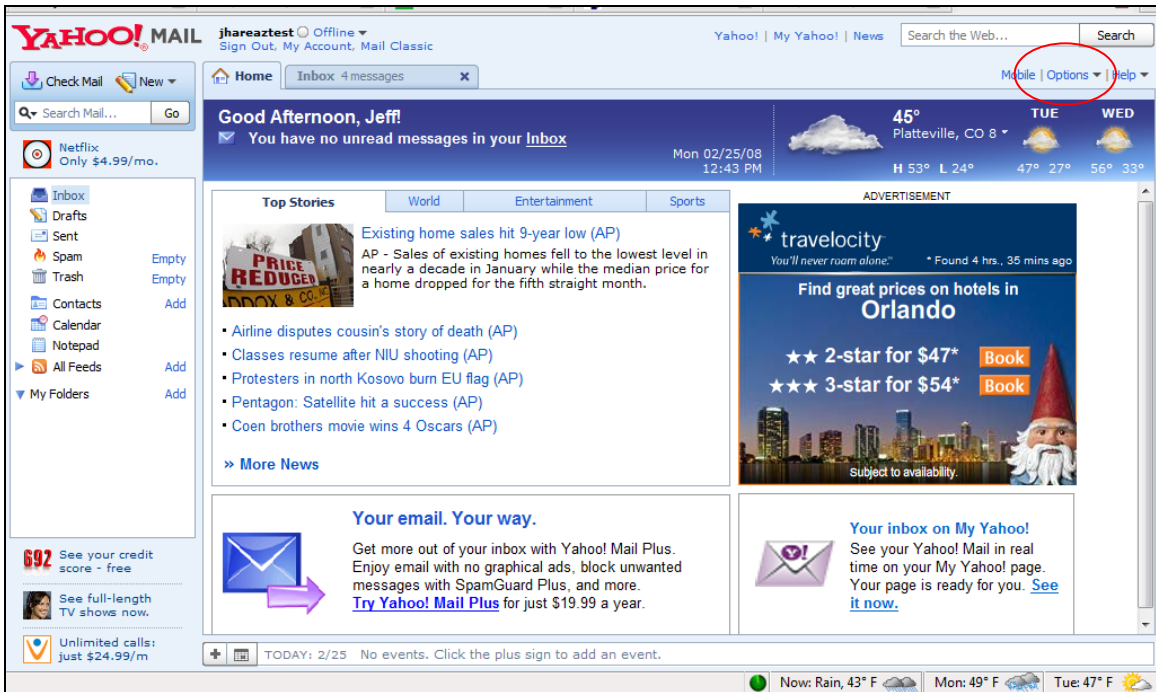 YAHOO! MAIL
jhareaztest Offline
Sign Out, My Account, Mail Classic
Yahoo! | My Yahoo! | News
Search the Web...
Search
Check Mail New
Home
Inbox 4 messages x
Mobile | Options | Help
Search Mail...
Go
Netflix
Only $4.99/mo.
Good Afternoon, Jeff!
You have no unread messages in your Inbox
Mon 02/25/08
12:43 PM
45°
Platteville, CO 8
H 53° L 24°
TUE
47° 27°
WED
56° 33°
Inbox
Drafts
Sent
Spam Empty
Trash Empty
Contacts Add
Calendar
Notepad
All Feeds Add
My Folders Add
692 See your credit
score - free
See full-length
TV shows now.
Unlimited calls:
just $24.99/m
Top Stories World Entertainment Sports
PRICE
REDUCED
Existing home sales hit 9-year low (AP)
AP - Sales of existing homes fell to the lowest level in
nearly a decade in January while the median price for
a home dropped for the fifth straight month.
▪ Airline disputes cousin's story of death (AP)
▪ Classes resume after NIU shooting (AP)
▪ Protesters in north Kosovo burn EU flag (AP)
▪ Pentagon: Satellite hit a success (AP)
▪ Coen brothers movie wins 4 Oscars (AP)
» More News
ADVERTISEMENT
travelocity
You'll never roam alone.
* Found 4 hrs., 35 mins ago
Find great prices on hotels in
Orlando
★★ 2-star for $47* Book
★★★ 3-star for $54* Book
Subject to availability.
Your email. Your way.
Get more out of your inbox with Yahoo! Mail Plus.
Enjoy email with no graphical ads, block unwanted
messages with SpamGuard Plus, and more.
Try Yahoo! Mail Plus for just $19.99 a year.
Y!
Your inbox on My Yahoo!
See your Yahoo! Mail in real
time on your My Yahoo! page.
Your page is ready for you. See
it now.
TODAY: 2/25 No events. Click the plus sign to add an event.
Now: Rain, 43° F Mon: 49° F Tue: 47° F